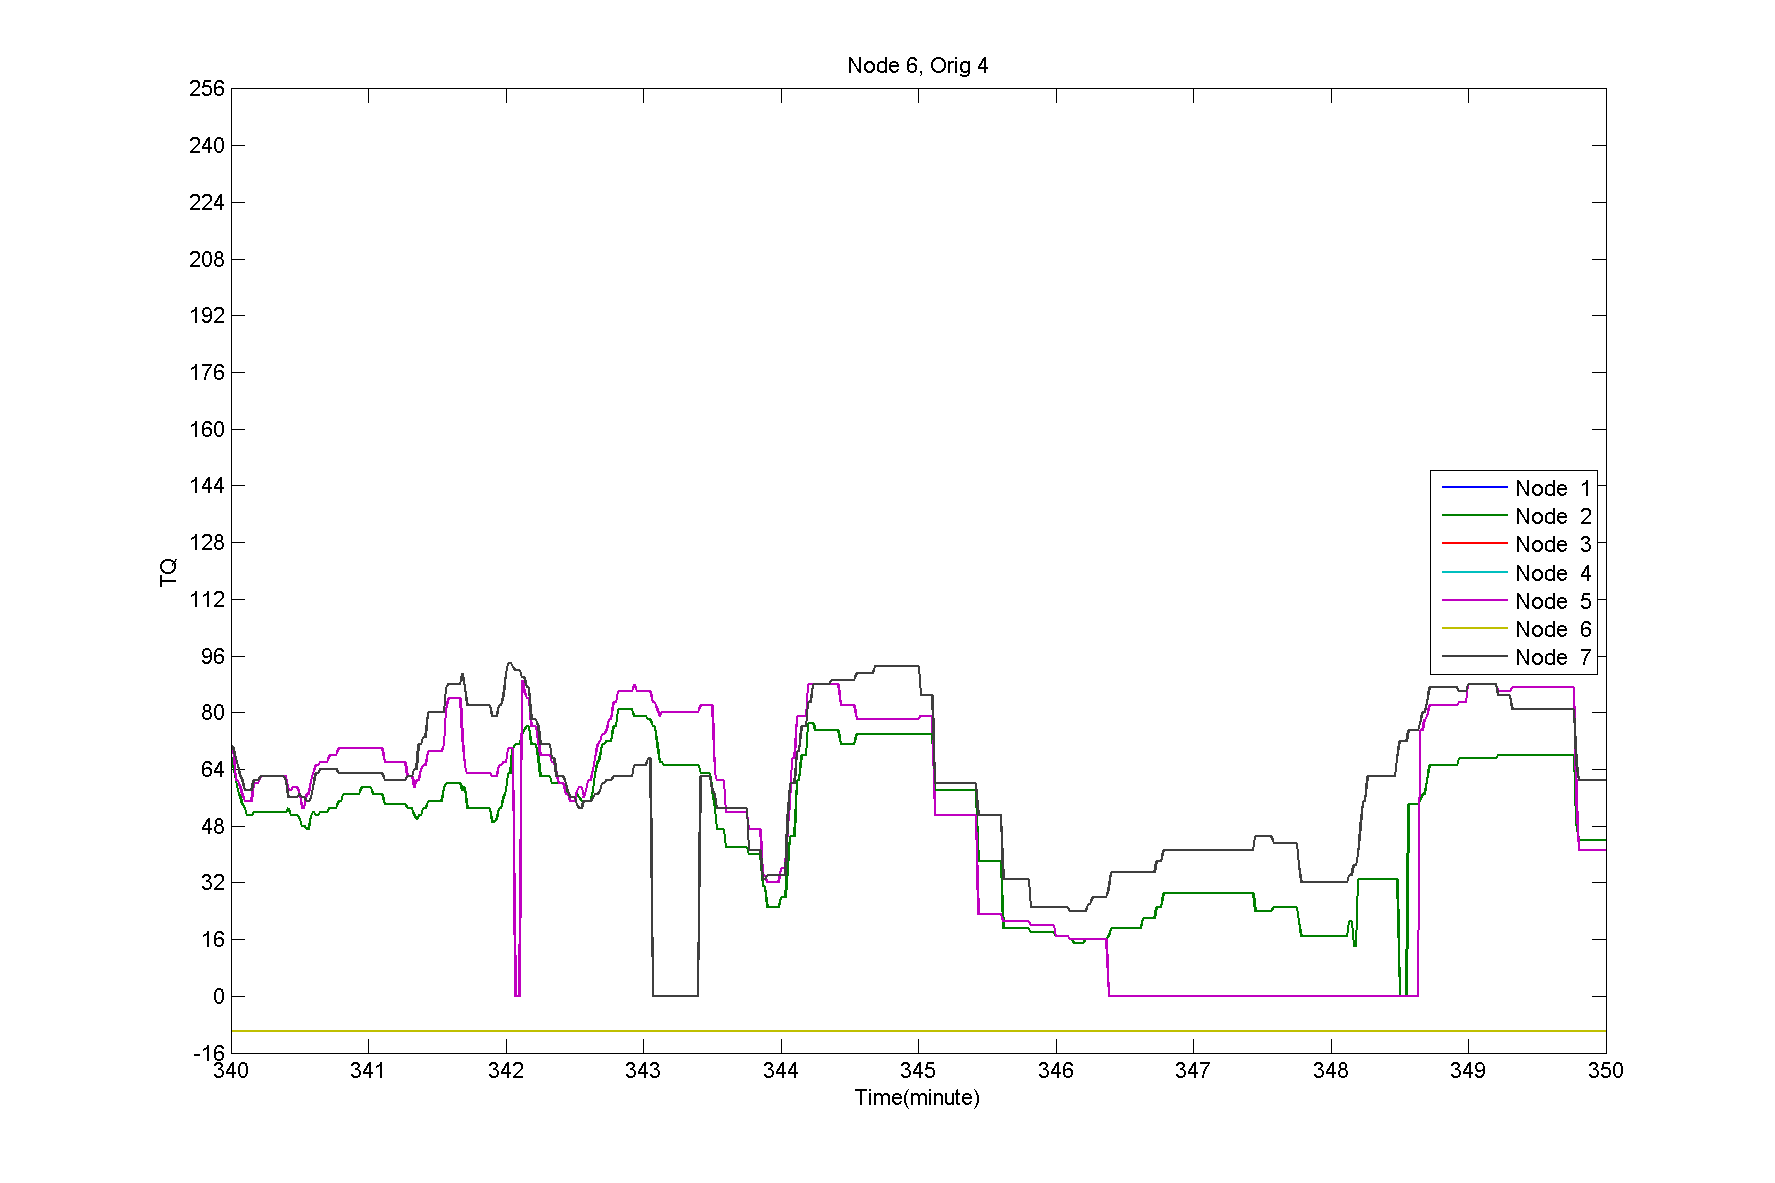 Node 6, Orig 4
256
240
224
208
192
176
160
144
128
112
96
80
64
48
32
16
0
-16
TQ
Node 1
Node 2
Node 3
Node 4
Node 5
Node 6
Node 7
340 341 342 343 344 345 346 347 348 349 350
Time(minute)